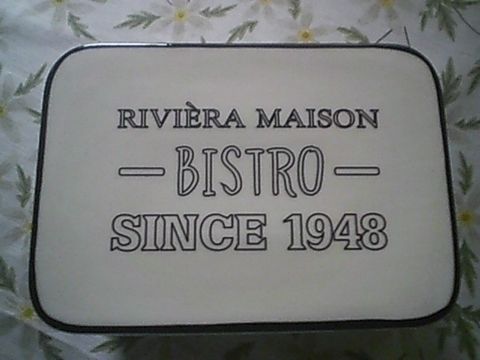 RIVIÈRA MAISON
— BISTRO —
SINCE 1948